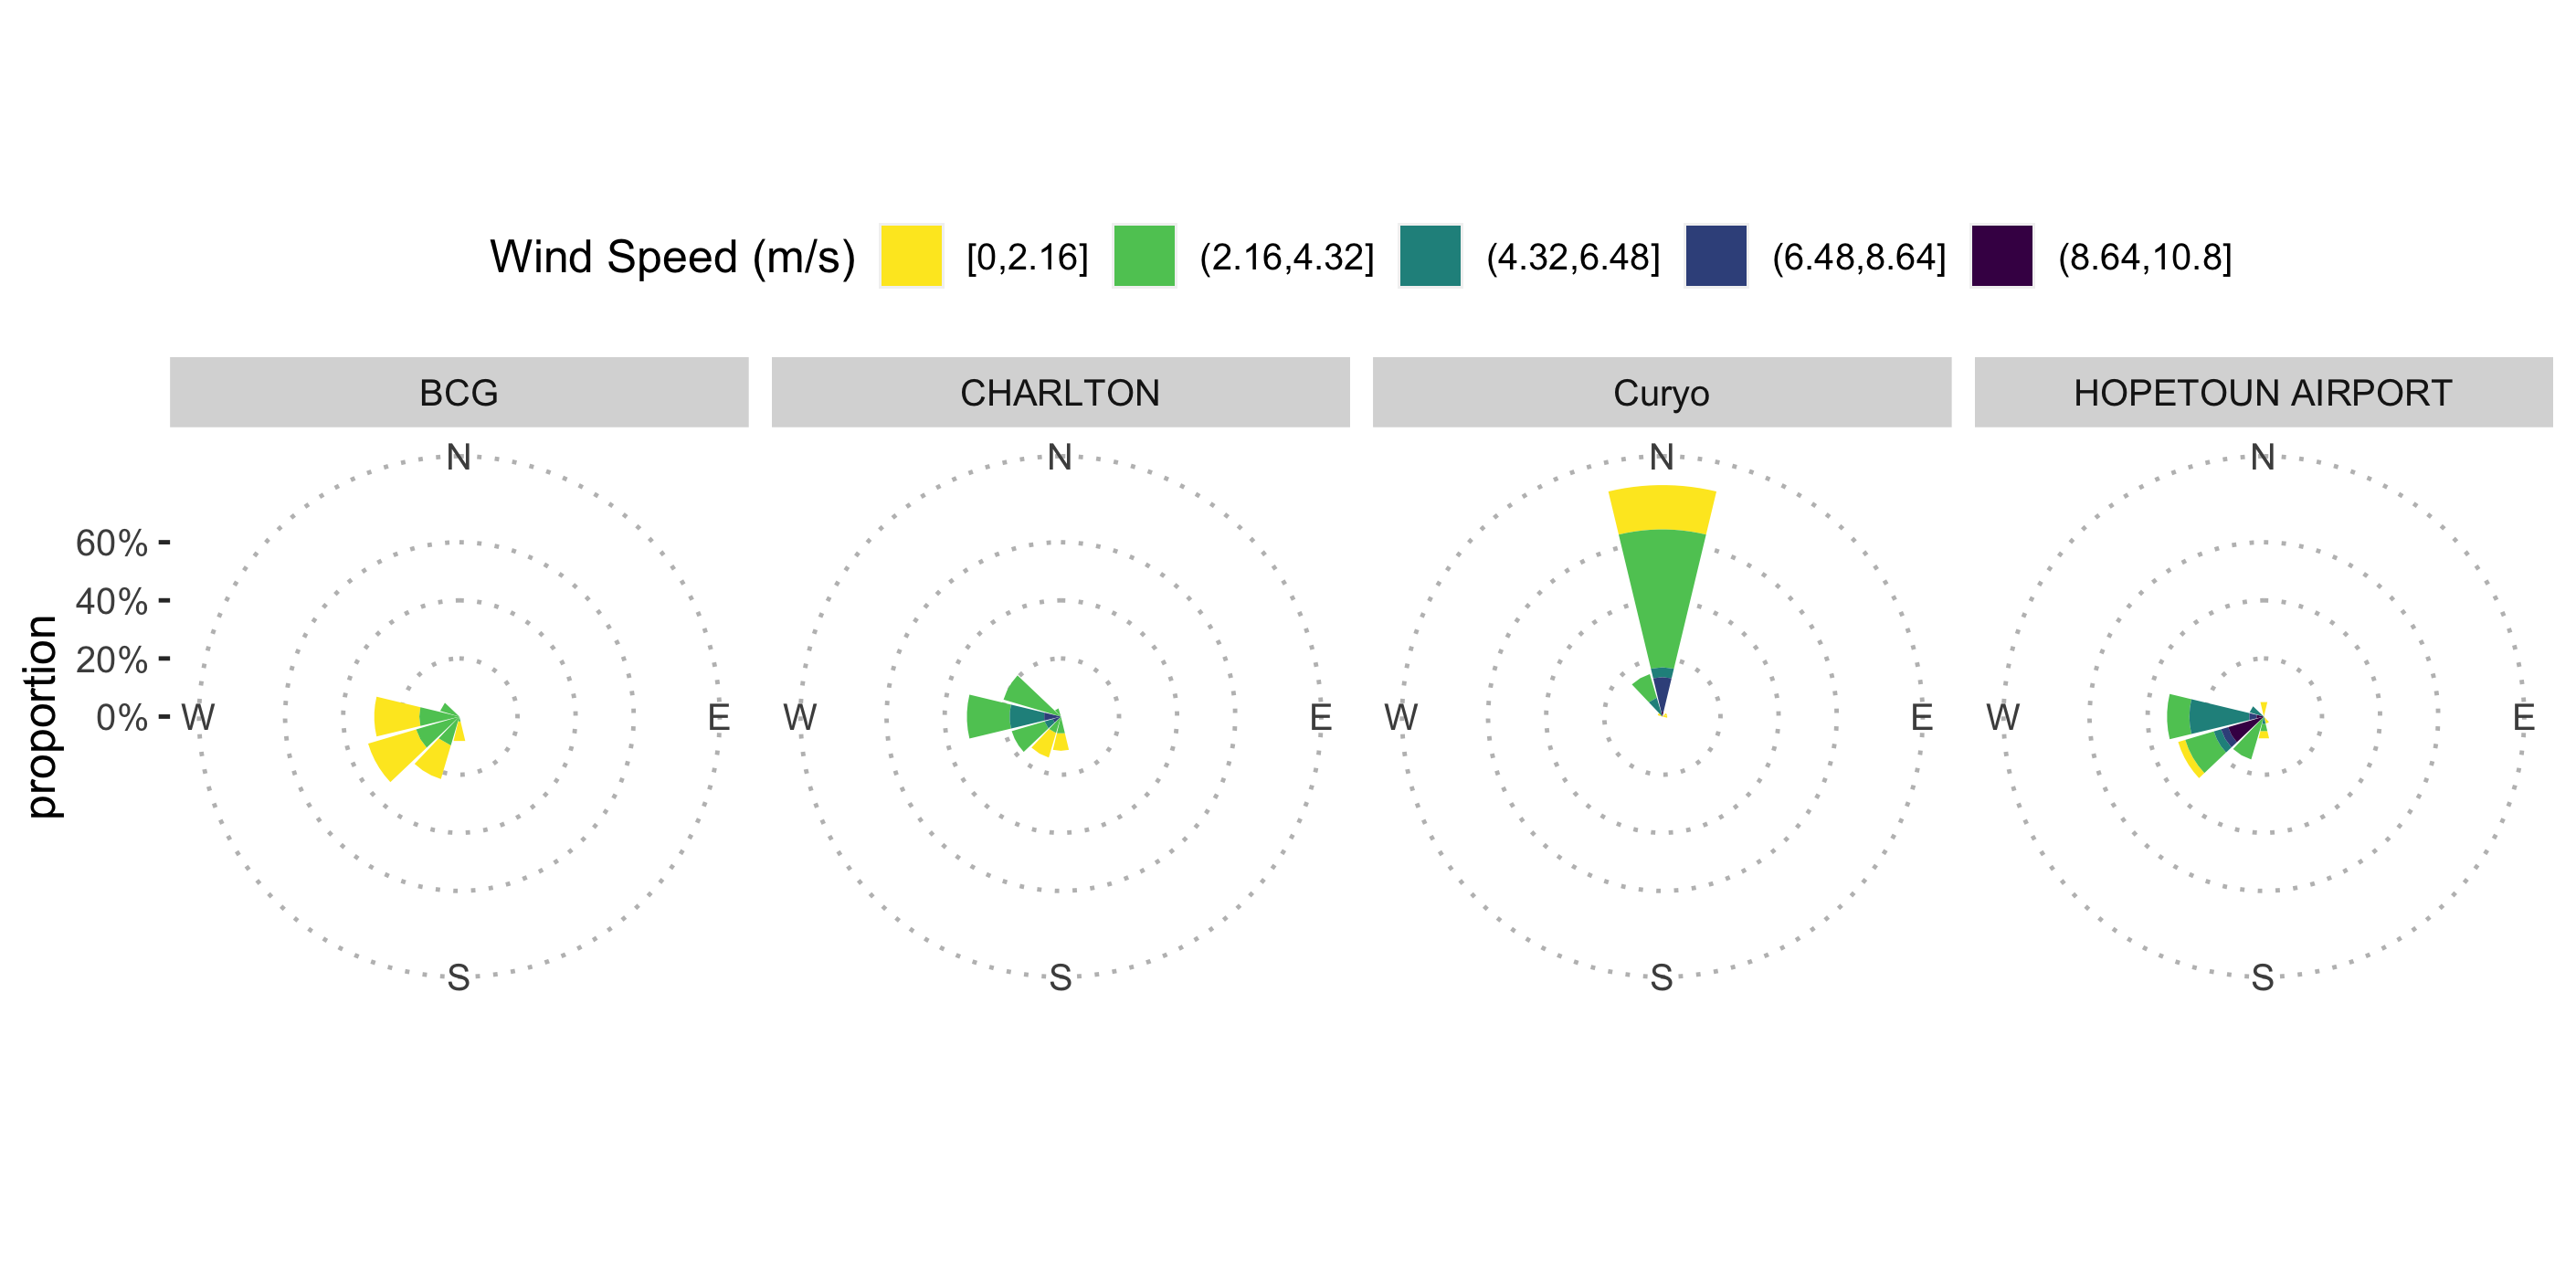 Wind Speed (m/s) [0,2.16] (2.16,4.32] (4.32,6.48] (6.48,8.64] (8.64,10.8]
BCG CHARLTON Curyo HOPETOUN AIRPORT
N N N N
60%
40%
20%
0%
W E W E W E W E
S S S S
proportion